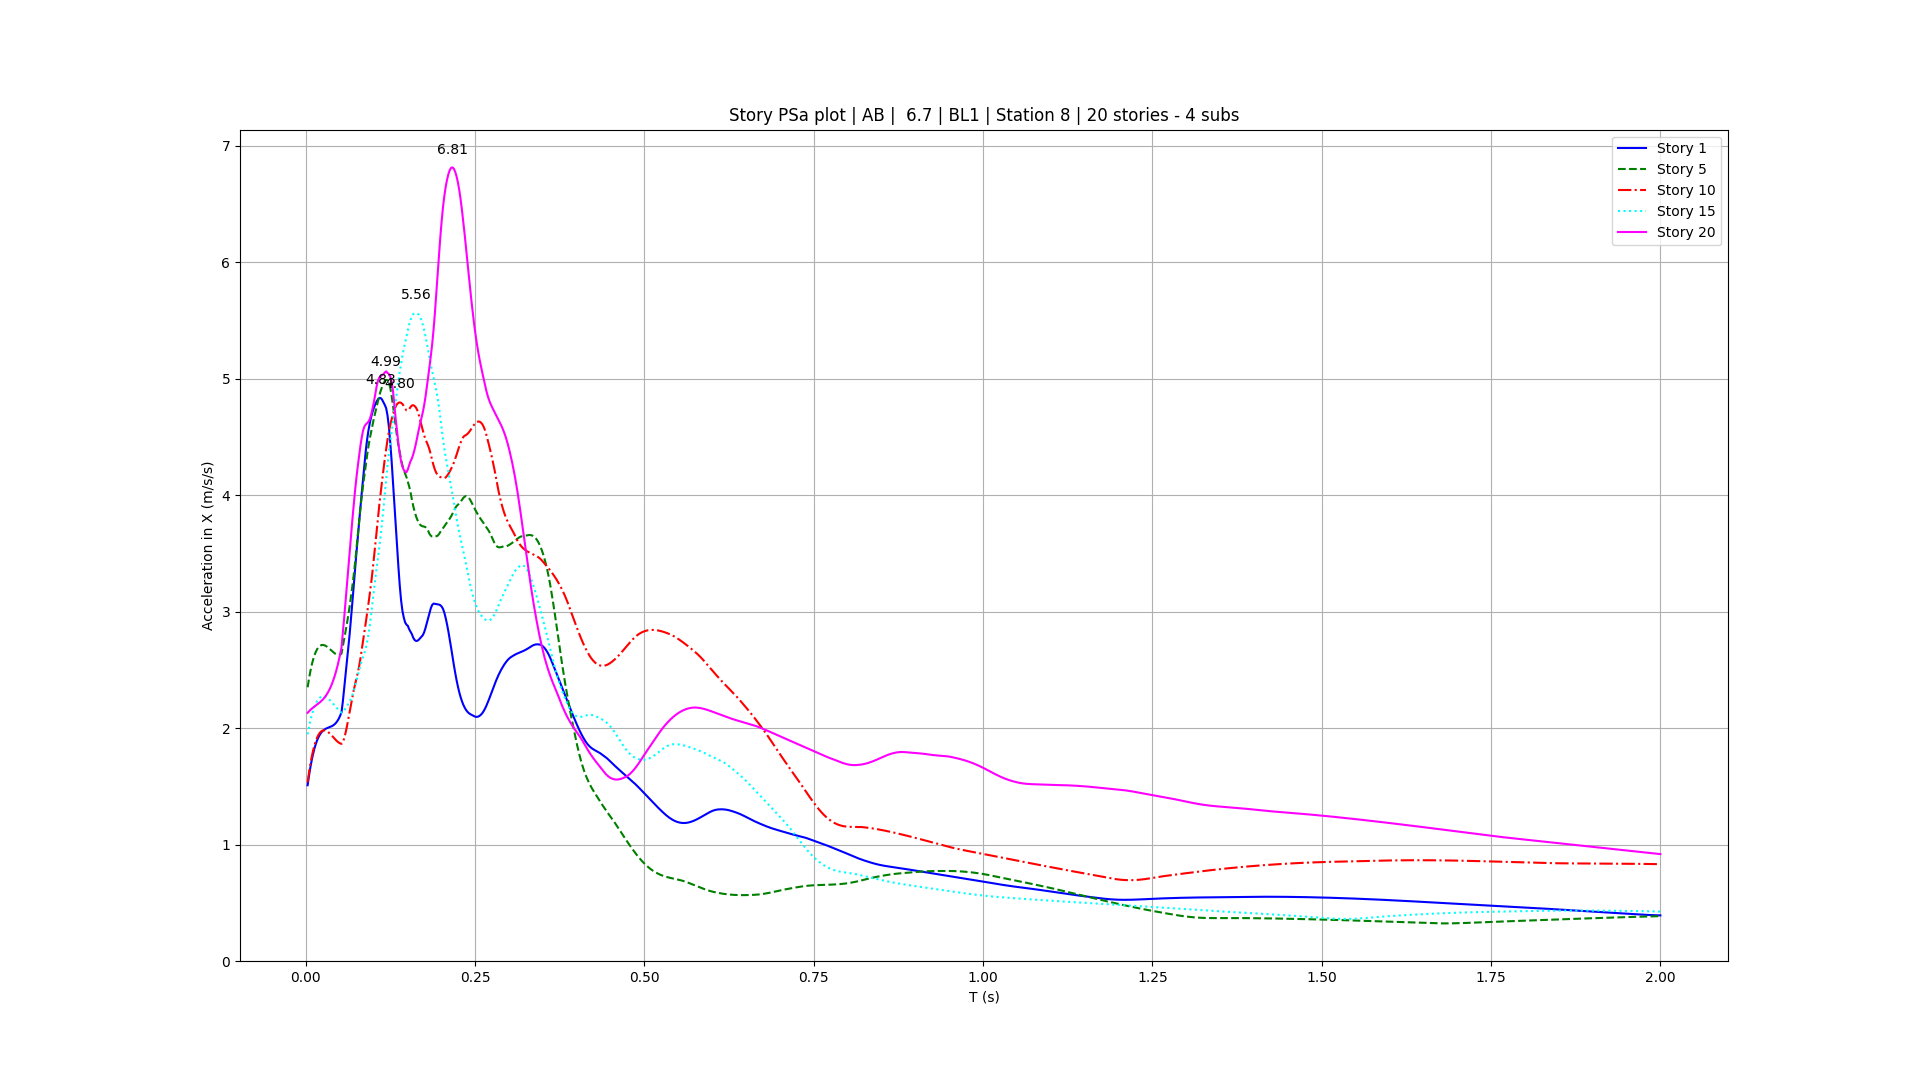 Story PSa plot | AB |  6.7 | BL1 | Station 8 | 20 stories - 4 subs
7
6
5
4
3
2
1
0
Acceleration in X (m/s/s)
6.81
5.56
4.99
4.83
4.80
Story 1
Story 5
Story 10
Story 15
Story 20
0.00 0.25 0.50 0.75 1.00 1.25 1.50 1.75 2.00
T (s)